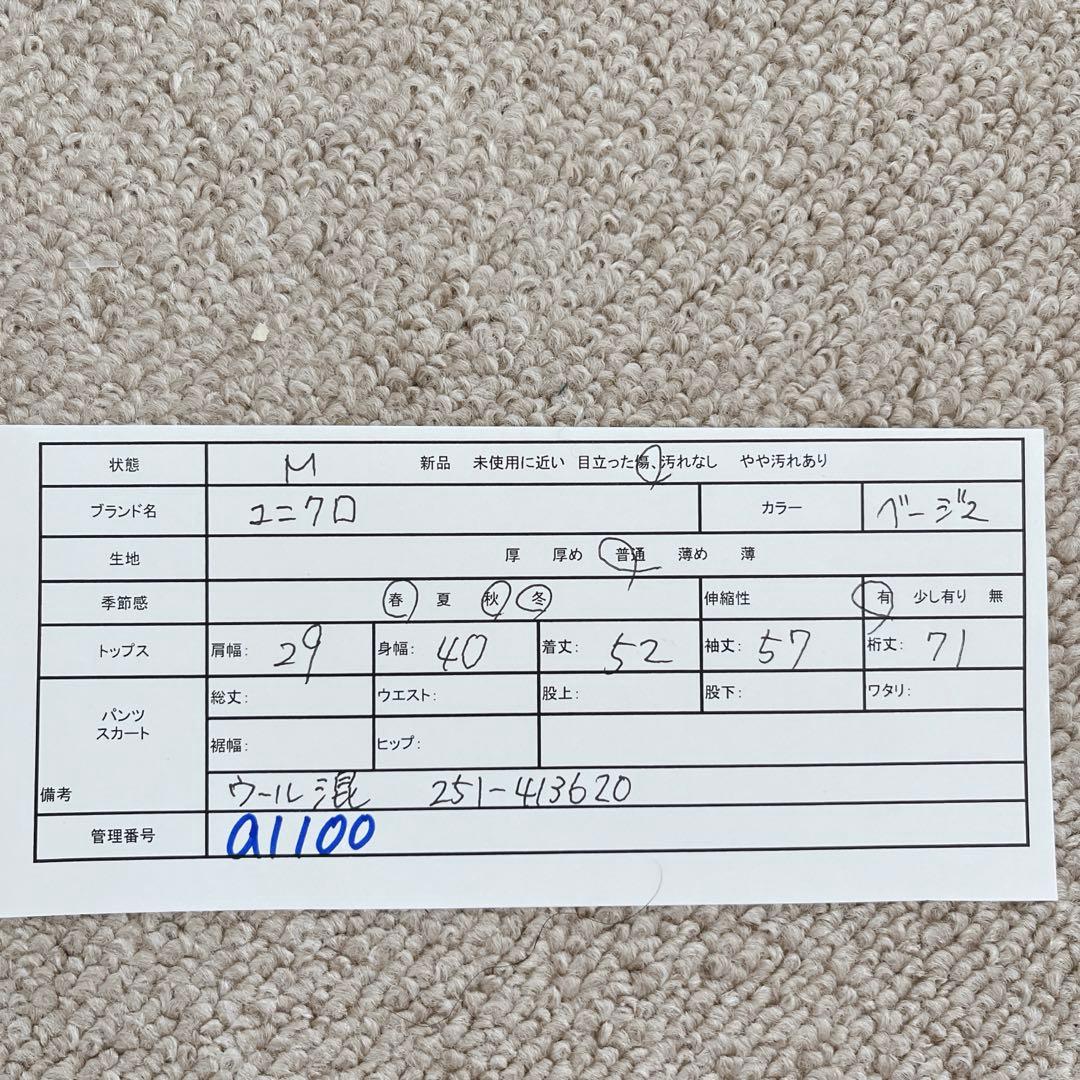 状態 M 新品 未使用に近い 目立った傷、汚れなし やや汚れあり
ブランド名 ユニクロ カラー ベージュ
生地 厚 厚め 普通 薄め 薄
季節感 春 夏 秋 冬 伸縮性 有 少し有り 無
トップス 肩幅: 29 身幅: 40 着丈: 52 袖丈: 57 裄丈: 71
パンツ スカート 総丈: ウエスト: 股上: 股下: ワタリ:
裾幅: ヒップ:
備考 ウール混 251-413620
管理番号 a1100